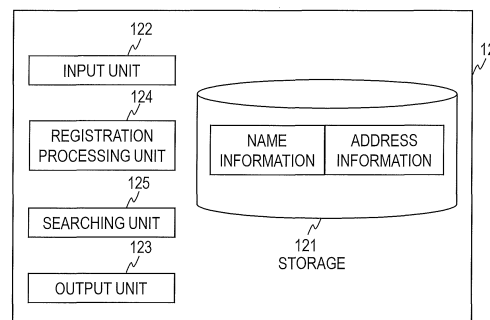 122
INPUT UNIT
124
REGISTRATION
PROCESSING UNIT
125
SEARCHING UNIT
123
OUTPUT UNIT
NAME
INFORMATION
ADDRESS
INFORMATION
121
STORAGE